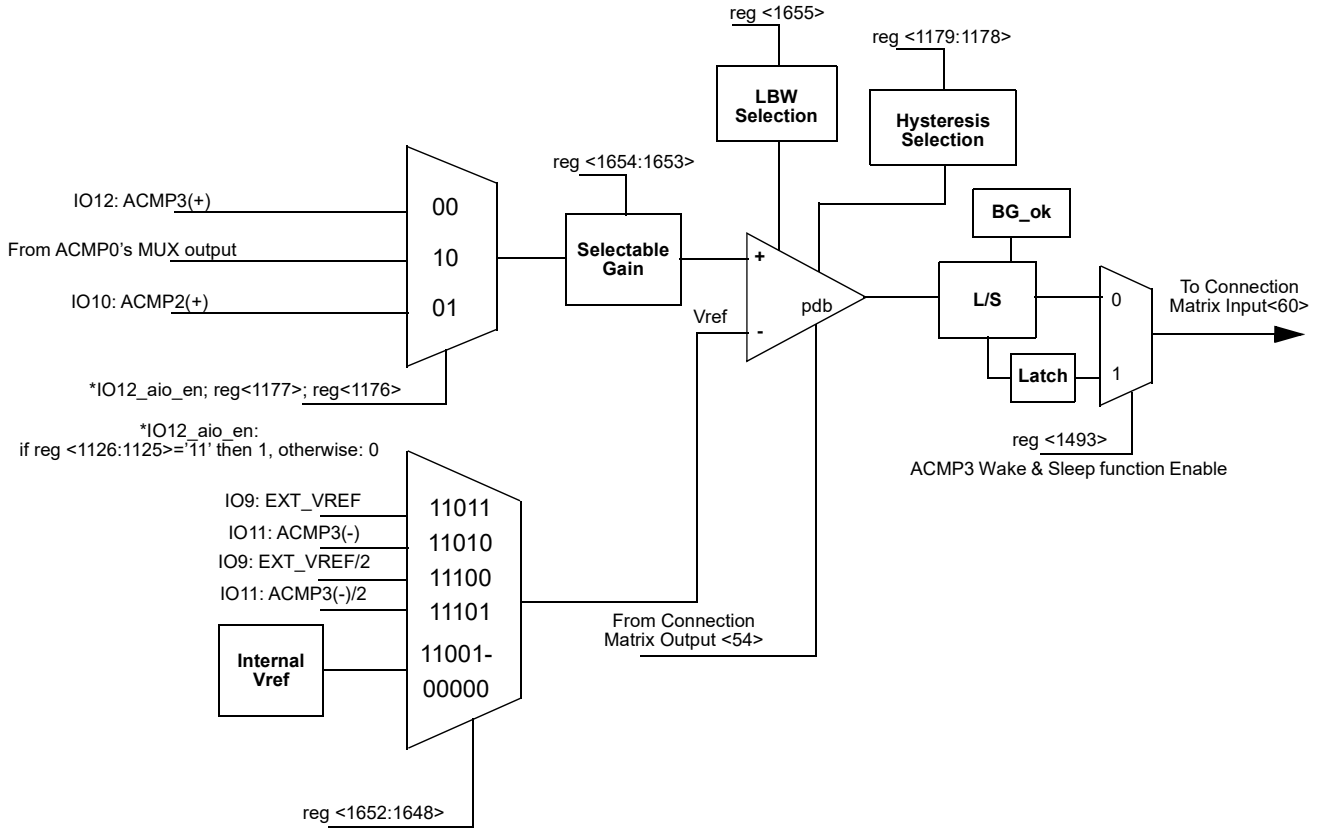 reg <1655>
reg <1179:1178>
LBW
Selection
Hysteresis
Selection
reg <1654:1653>
IO12: ACMP3(+)
00
BG_ok
From ACMP0's MUX output
10
Selectable
Gain
+
IO10: ACMP2(+)
01
Vref
-
pdb
L/S
0
To Connection
Matrix Input<60>
Latch
1
*IO12_aio_en; reg<1177>; reg<1176>
*IO12_aio_en:
if reg <1126:1125>='11' then 1, otherwise: 0
reg <1493>
ACMP3 Wake & Sleep function Enable
IO9: EXT_VREF
11011
IO11: ACMP3(-)
11010
IO9: EXT_VREF/2
11100
IO11: ACMP3(-)/2
11101
Internal
Vref
11001-
00000
From Connection
Matrix Output <54>
reg <1652:1648>